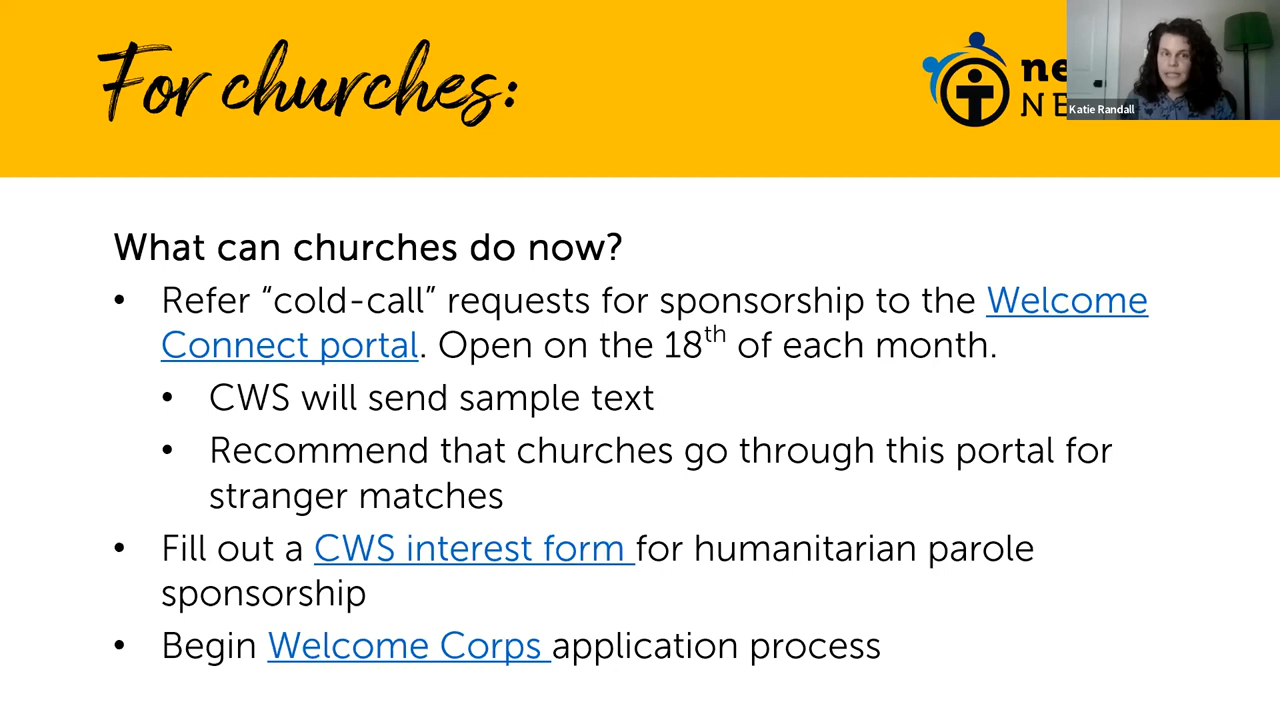 For churches:
ne
NE
Katie Randall
What can churches do now?
• Refer “cold-call” requests for sponsorship to the Welcome
Connect portal. Open on the 18th of each month.
• CWS will send sample text
• Recommend that churches go through this portal for
stranger matches
• Fill out a CWS interest form for humanitarian parole
sponsorship
• Begin Welcome Corps application process